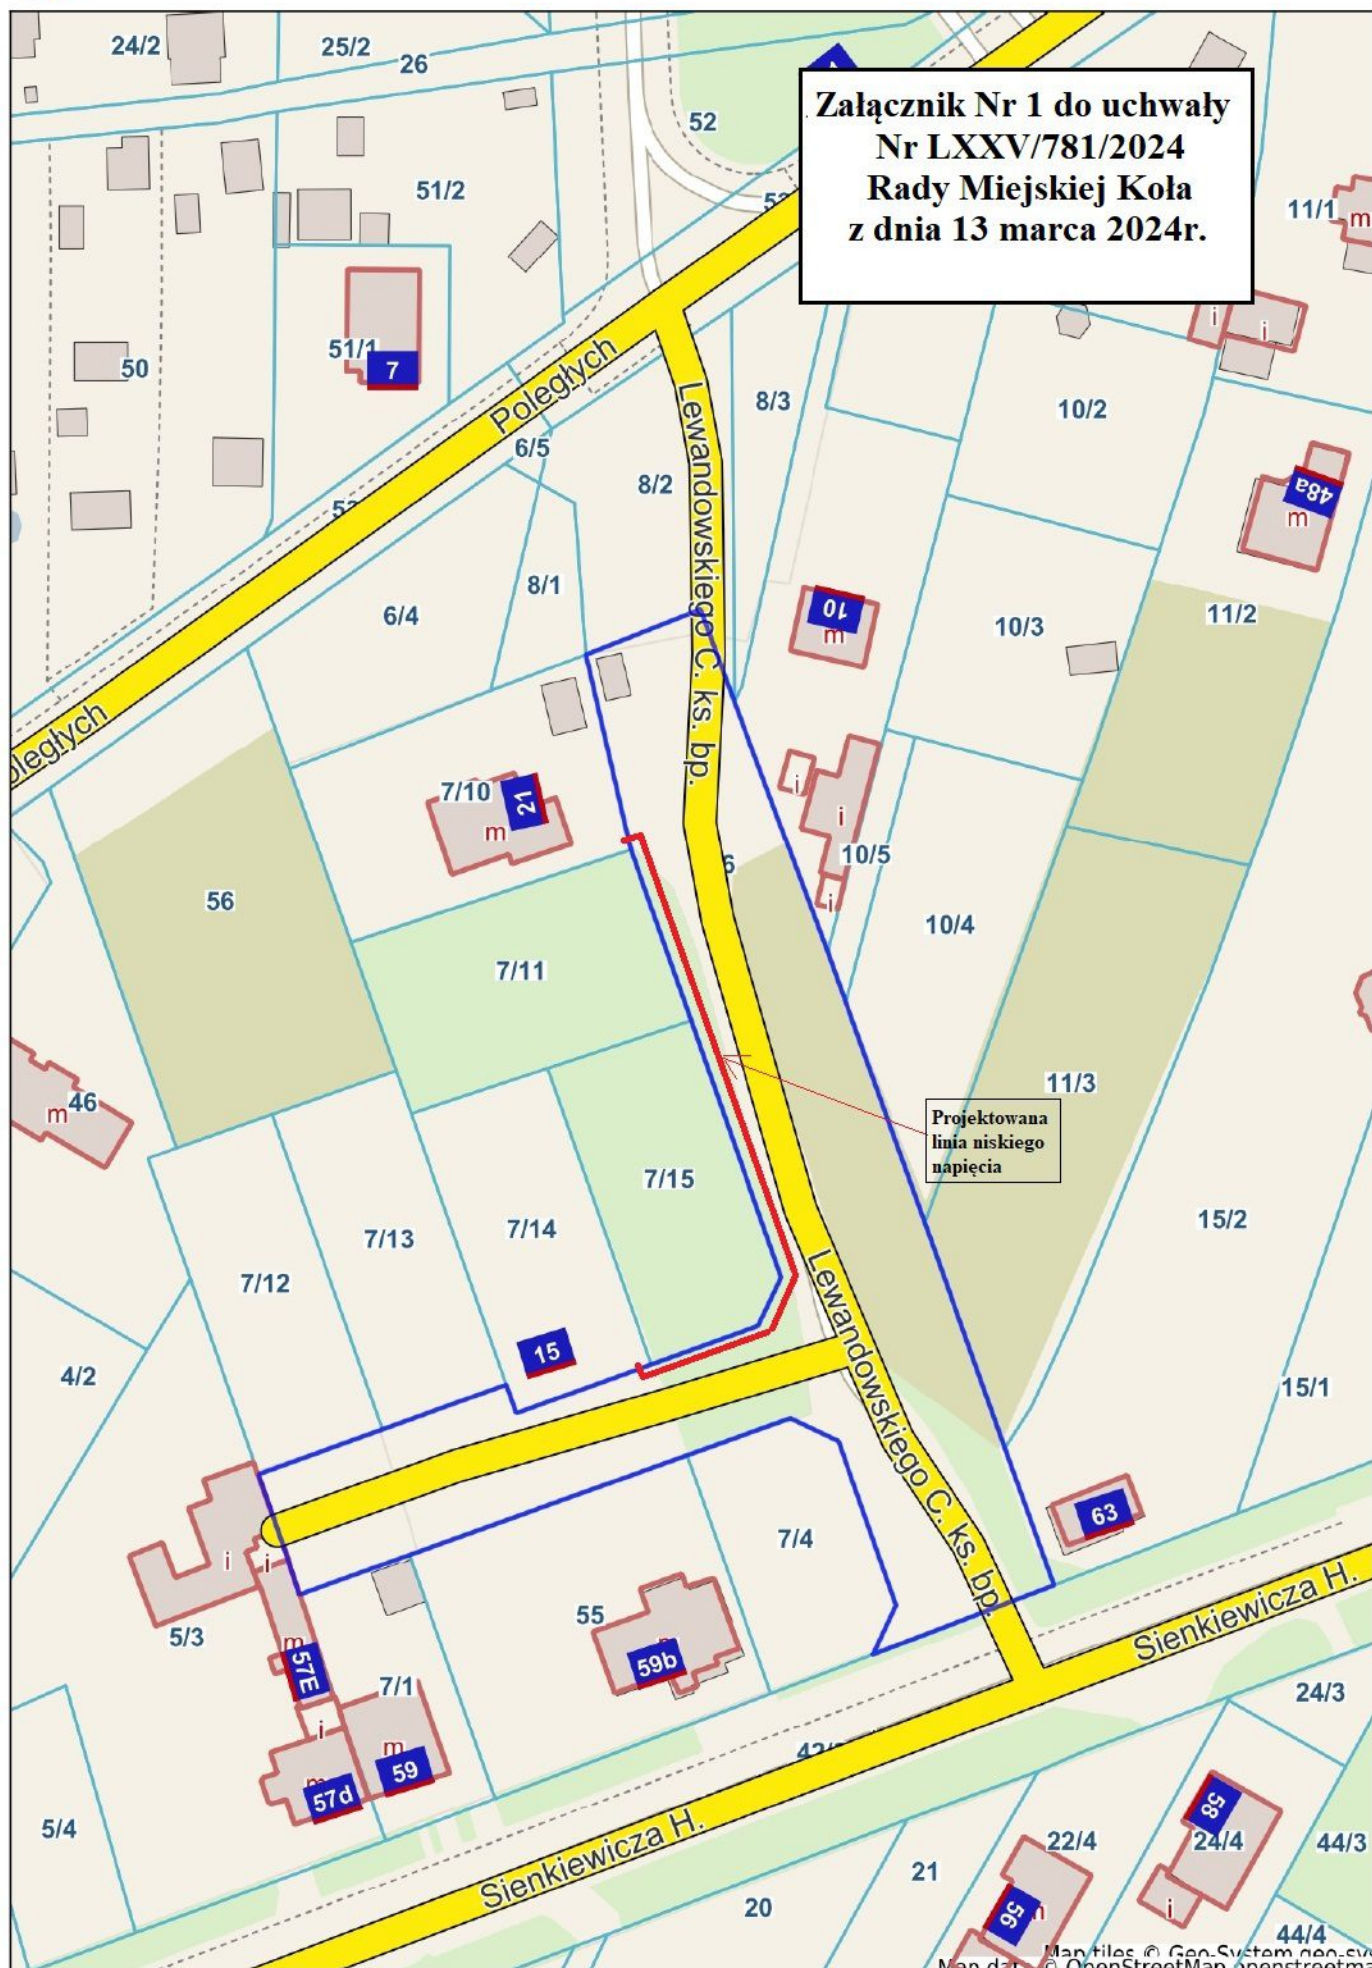 Załącznik Nr 1 do uchwały
Nr LXXV/781/2024
Rady Miejskiej Koła
z dnia 13 marca 2024r.
24/2
25/2
26
52
51/2
11/1
m
i
i
51/1
7
50
Poległych
6/5
8/3
10/2
8/2
48a
m
Lewandowskiego C. ks. bp.
8/1
6/4
10
m
10/3
11/2
7/10
21
m
i
i
10/5
i
56
10/4
7/11
46
m
11/3
Projektowana
linia niskiego
napięcia
7/15
7/14
7/13
7/12
15/2
15
4/2
15/1
Lewandowskiego C. ks. bp.
63
7/4
i
i
5/3
55
59b
m
57E
7/1
i
m
59
57d
Sienkiewicza H.
24/3
5/4
Sienkiewicza H.
58
24/4
22/4
44/3
21
20
56
i
44/4
Map tiles © Geo-System
© OpenStreetMap